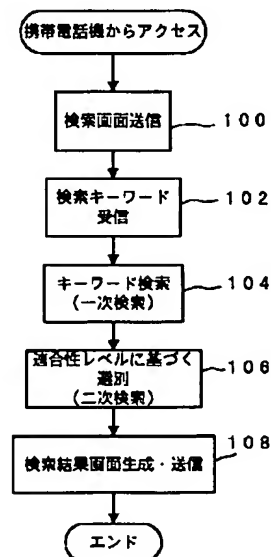 携帯電話機からアクセス
検索画面送信
100
検索キーワード
受信
102
キーワード検索
(一次検索)
104
適合性レベルに基づく
選別
(二次検索)
106
検索結果画面生成・送信
108
エンド